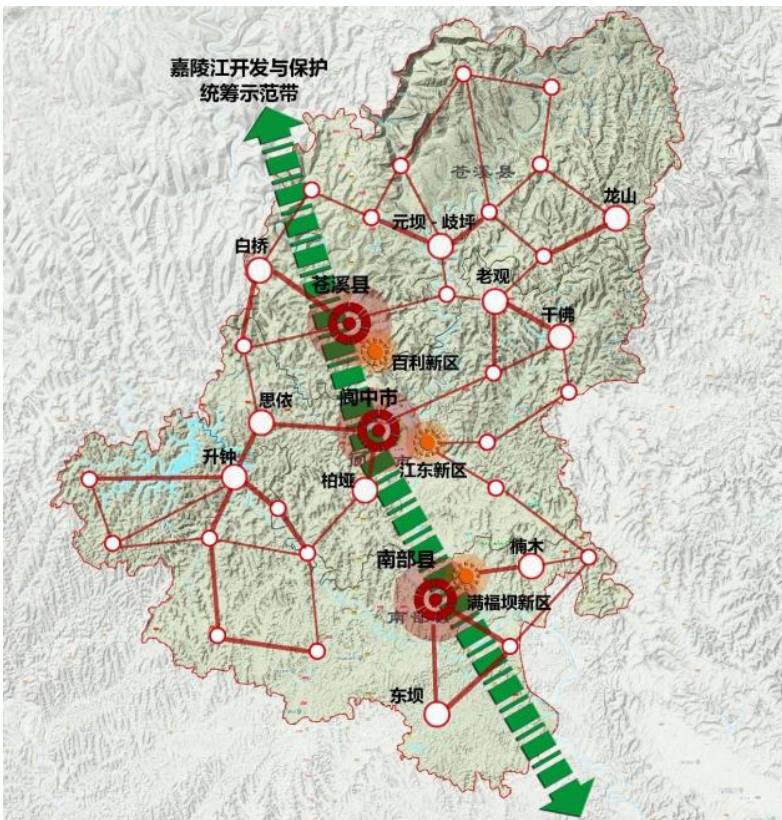 嘉陵江开发与保护
统筹示范带
苍溪县
龙山
元坝 - 歧坪
白桥
老观
苍溪县
千佛
百利新区
阆中市
思依
江东新区
升钟
柏垭
楠木
南部县
满福坝新区
东坝